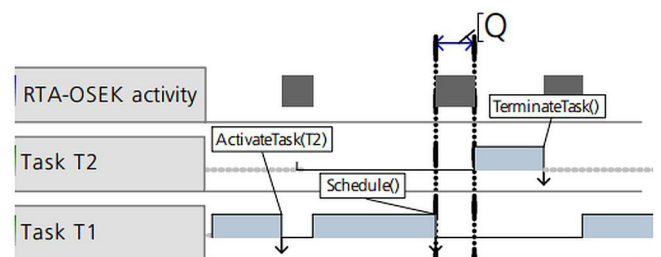 [Q
RTA-OSEK activity
TerminateTask()
ActivateTask(T2)
Task T2
Schedule()
Task T1